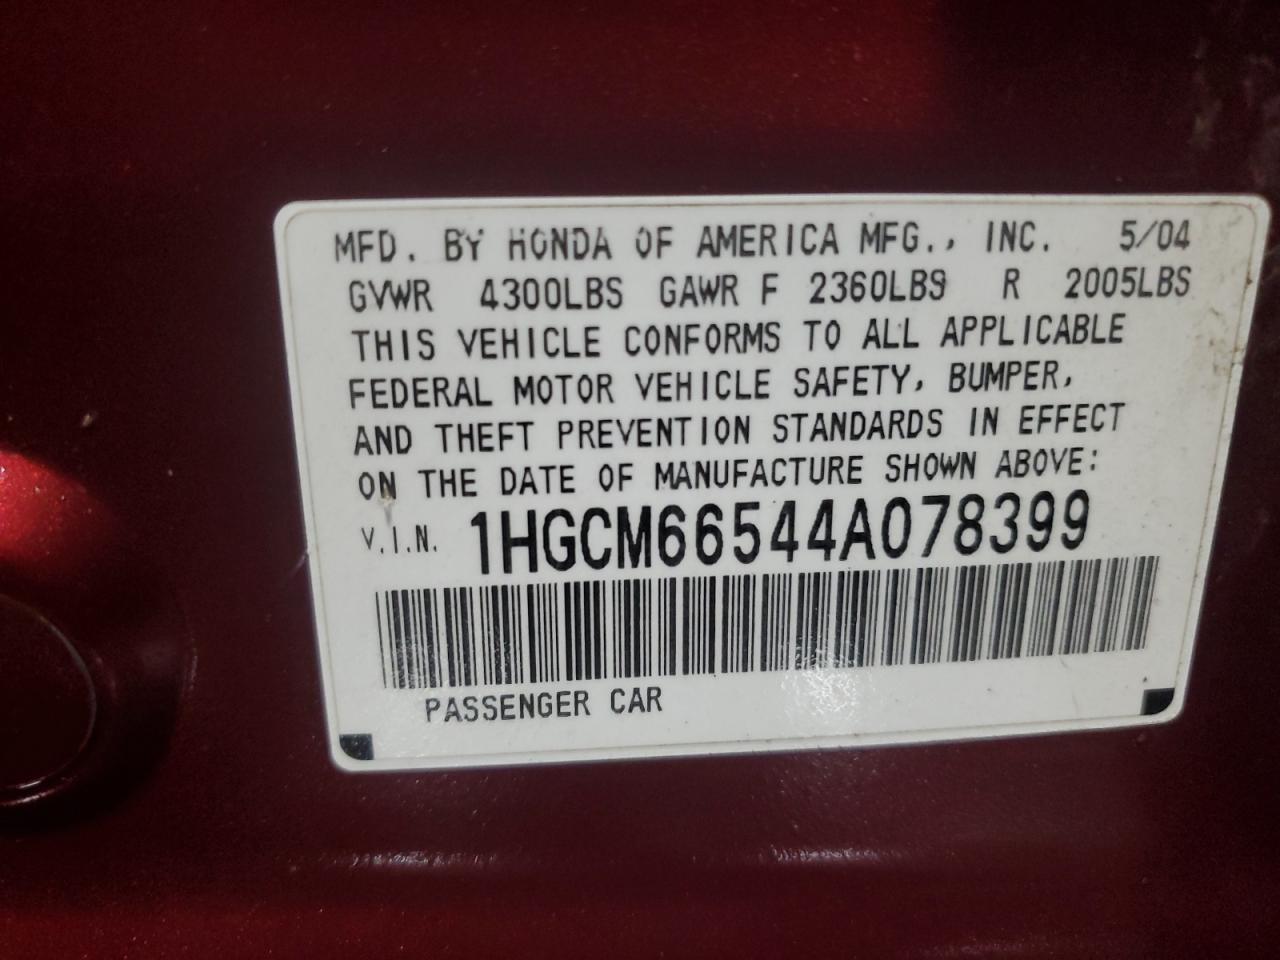 MFD. BY HONDA OF AMERICA MFG., INC. 5/04
GVWR 4300LBS GAWR F 2360LBS R 2005LBS
THIS VEHICLE CONFORMS TO ALL APPLICABLE
FEDERAL MOTOR VEHICLE SAFETY, BUMPER,
AND THEFT PREVENTION STANDARDS IN EFFECT
ON THE DATE OF MANUFACTURE SHOWN ABOVE:
V.I.N. 1HGCM66544A078399
PASSENGER CAR